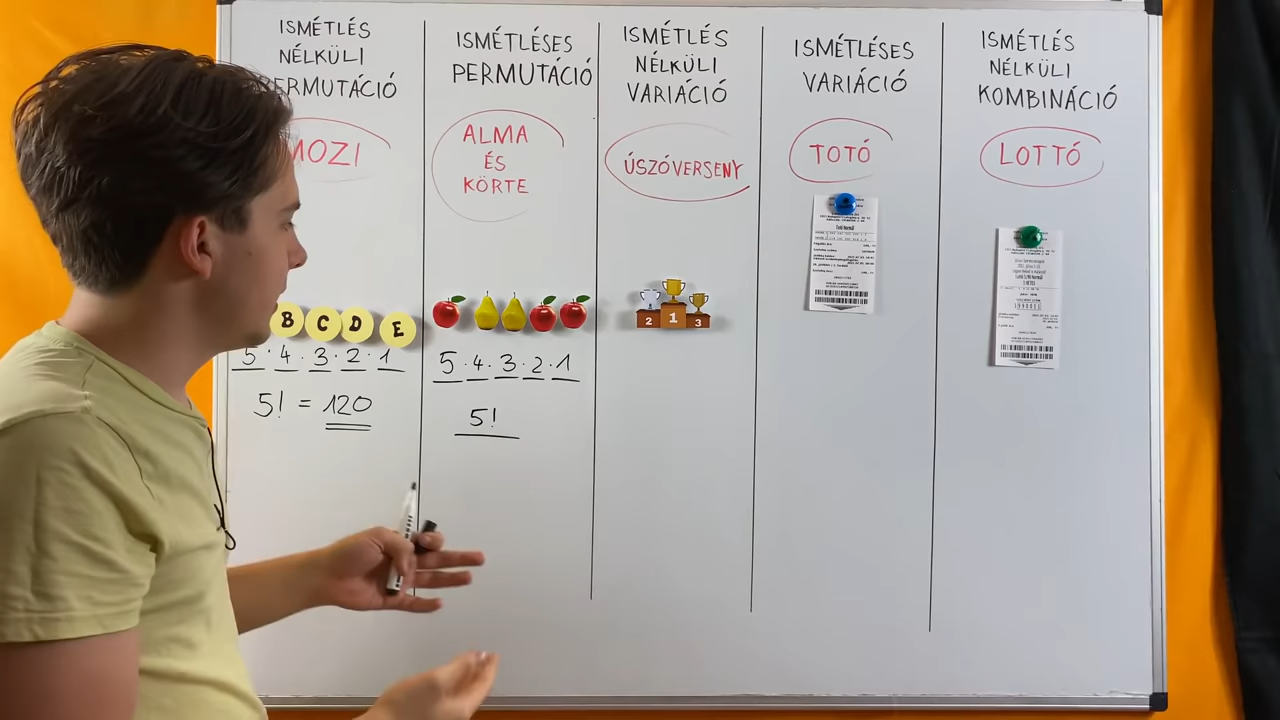 ISMÉTLÉS
NÉLKÜLI
PERMUTÁCIÓ
MOZI
B C D E
5 · 4 · 3 · 2 · 1
5! = 120
ISMÉTLÉSES
PERMUTÁCIÓ
ALMA
ÉS
KÖRTE
5 · 4 · 3 · 2 · 1
5!
ISMÉTLÉS
NÉLKÜLI
VARIÁCIÓ
ÚSZÓVERSENY
2 1 3
ISMÉTLÉSES
VARIÁCIÓ
TOTÓ
ISMÉTLÉS
NÉLKÜLI
KOMBINÁCIÓ
LOTTÓ